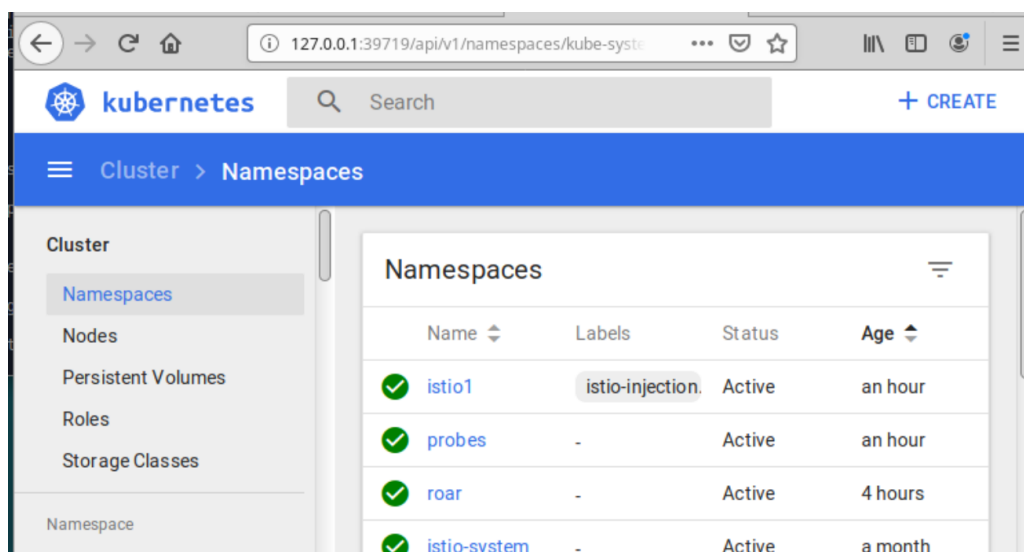 127.0.0.1:39719/api/v1/namespaces/kube-syste
kubernetes
Search
+ CREATE
Cluster > Namespaces
Cluster
Namespaces
Nodes
Persistent Volumes
Roles
Storage Classes
Namespace
Namespaces
Name Labels Status Age
istio1 istio-injection. Active an hour
probes - Active an hour
roar - Active 4 hours
istio-system - Active a month